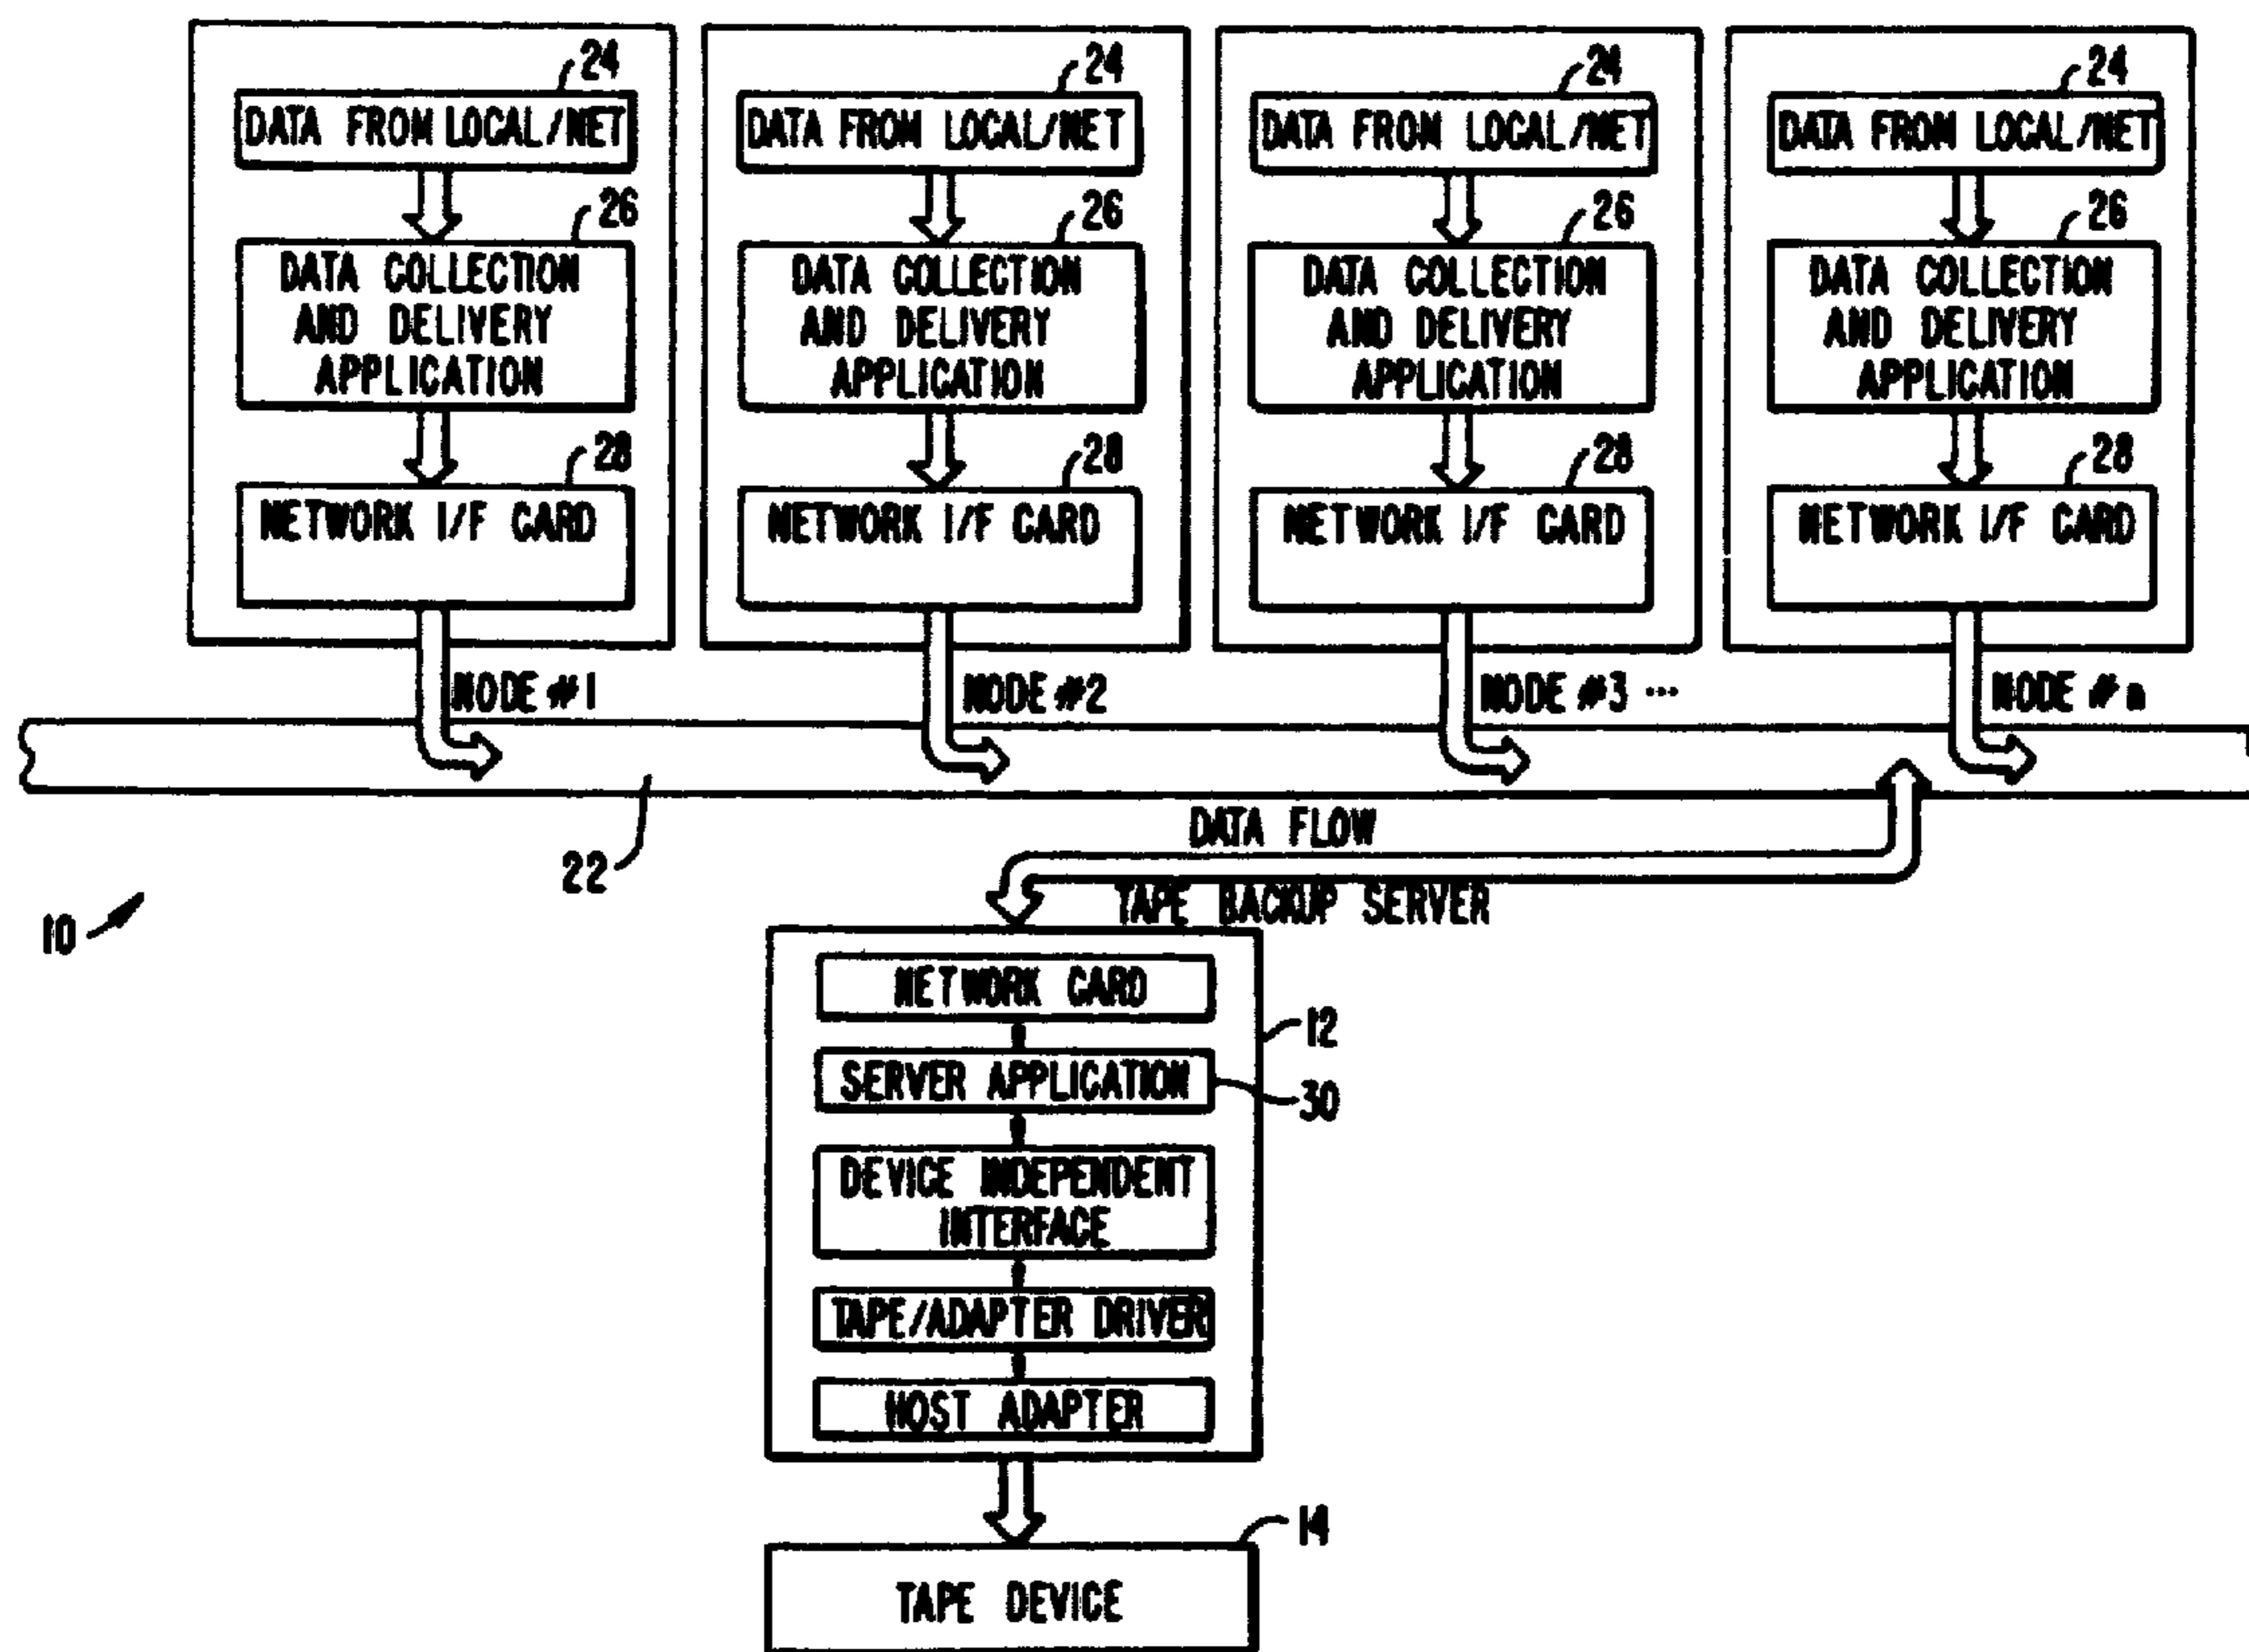 24 24 24 24
DATA FROM LOCAL/NET DATA FROM LOCAL/NET DATA FROM LOCAL/NET DATA FROM LOCAL/NET
26 26 26 26
DATA COLLECTION DATA COLLECTION DATA COLLECTION DATA COLLECTION
AND DELIVERY AND DELIVERY AND DELIVERY AND DELIVERY
APPLICATION APPLICATION APPLICATION APPLICATION
28 28 28 28
NETWORK I/F CARD NETWORK I/F CARD NETWORK I/F CARD NETWORK I/F CARD
NODE #1 NODE #2 NODE #3 ... NODE #n
DATA FLOW
22
TAPE BACKUP SERVER
10
NETWORK CARD
12
SERVER APPLICATION
30
DEVICE INDEPENDENT
INTERFACE
TAPE/ADAPTER DRIVER
HOST ADAPTER
14
TAPE DEVICE